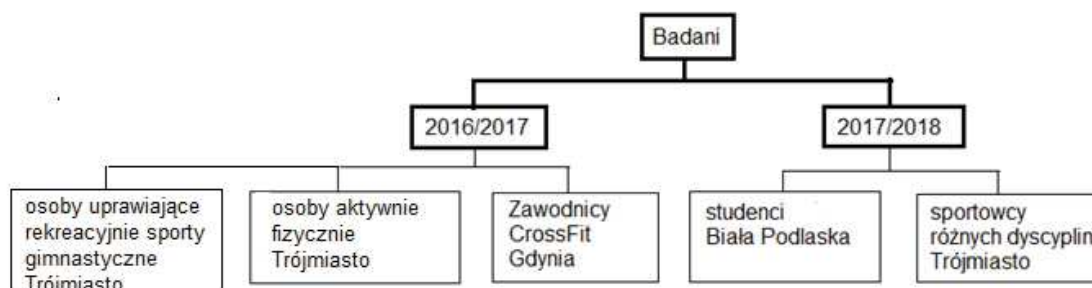 Badani
2016/2017
2017/2018
osoby uprawiające
rekreacyjnie sporty
gimnastyczne
Trójmiasto
osoby aktywnie
fizycznie
Trójmiasto
Zawodnicy
CrossFit
Gdynia
studenci
Biała Podlaska
sportowcy
różnych dyscyplin
Trójmiasto